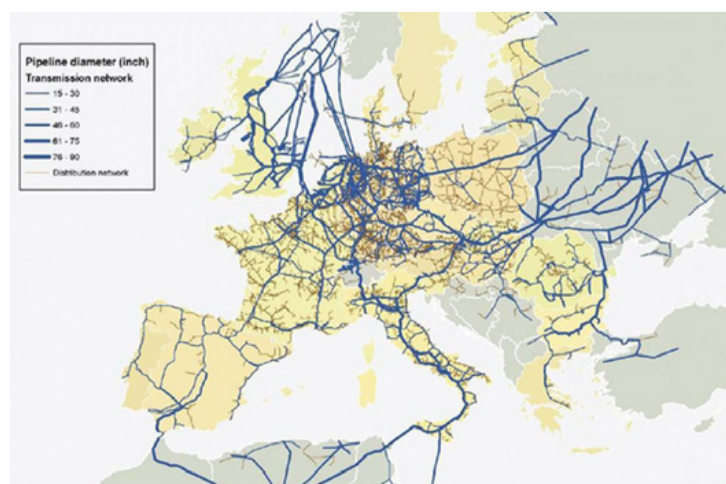 Pipeline diameter (inch)
Transmission network
15 - 30
31 - 45
46 - 60
61 - 75
76 - 90
Distribution network